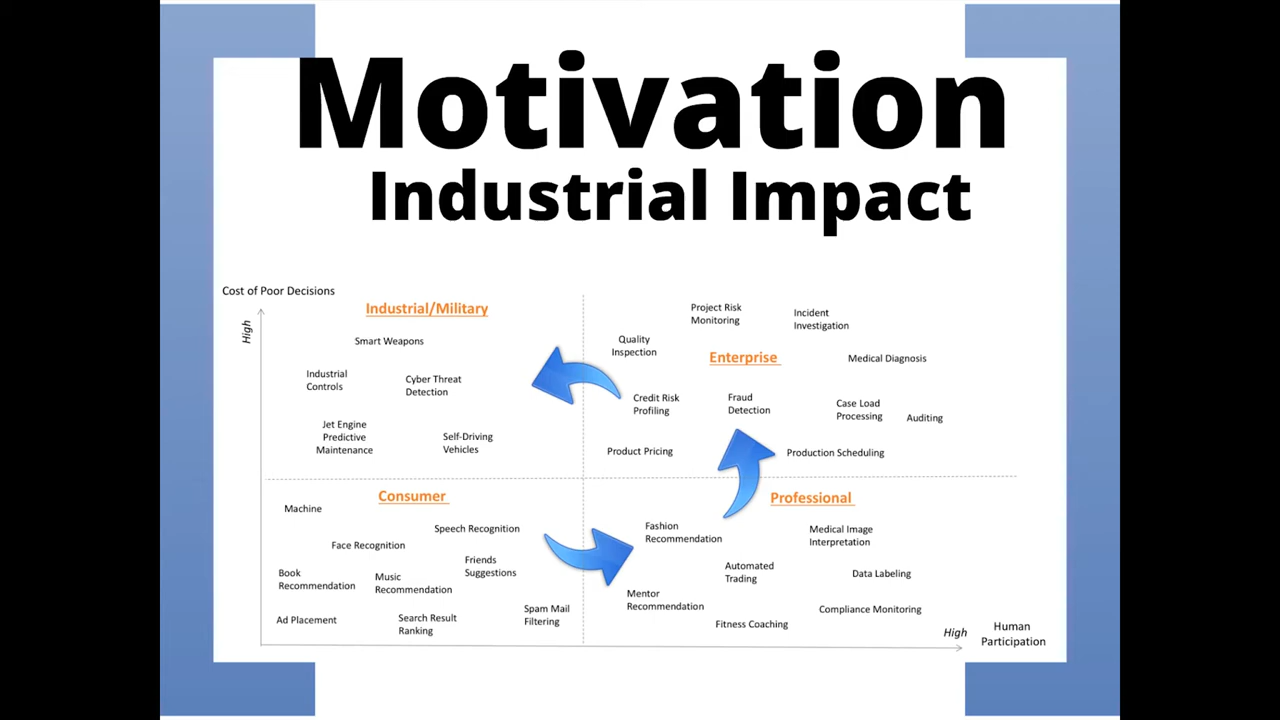 Motivation
Industrial Impact
Cost of Poor Decisions
High
Industrial/Military
Smart Weapons
Industrial
Controls
Cyber Threat
Detection
Jet Engine
Predictive
Maintenance
Self-Driving
Vehicles
Project Risk
Monitoring
Incident
Investigation
Quality
Inspection
Enterprise
Medical Diagnosis
Credit Risk
Profiling
Fraud
Detection
Case Load
Processing
Auditing
Product Pricing
Production Scheduling
Consumer
Machine
Speech Recognition
Face Recognition
Friends
Suggestions
Book
Recommendation
Music
Recommendation
Ad Placement
Search Result
Ranking
Spam Mail
Filtering
Professional
Fashion
Recommendation
Medical Image
Interpretation
Automated
Trading
Data Labeling
Mentor
Recommendation
Compliance Monitoring
Fitness Coaching
High
Human
Participation